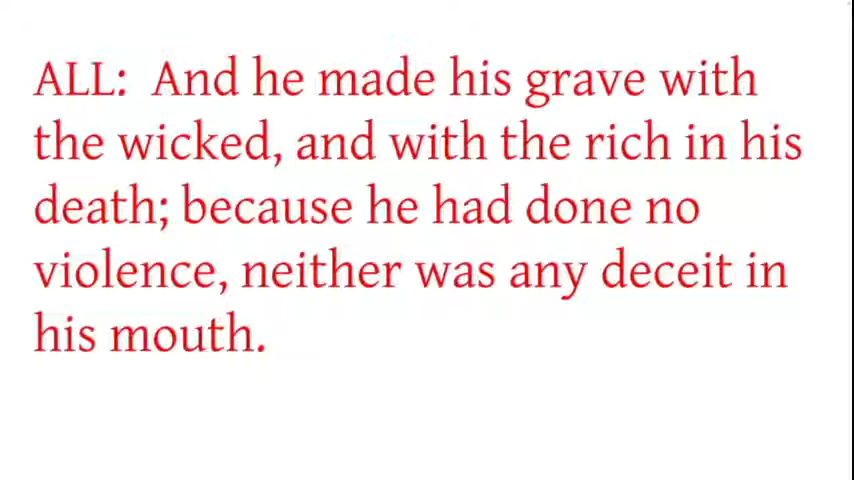 ALL:  And he made his grave with
the wicked, and with the rich in his
death; because he had done no
violence, neither was any deceit in
his mouth.